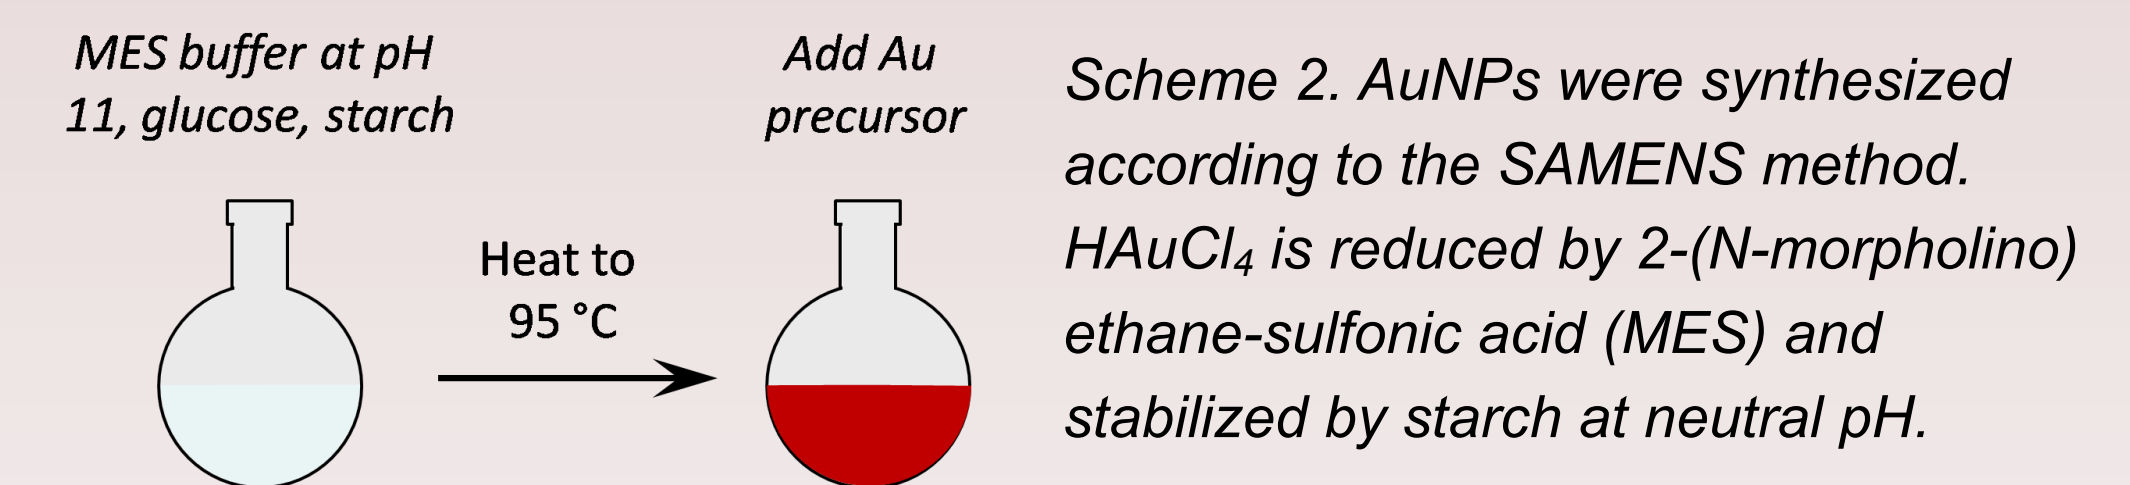 MES buffer at pH
11, glucose, starch
Heat to
95 °C
Add Au
precursor
Scheme 2. AuNPs were synthesized
according to the SAMENS method.
HAuCl₄ is reduced by 2-(N-morpholino)
ethane-sulfonic acid (MES) and
stabilized by starch at neutral pH.